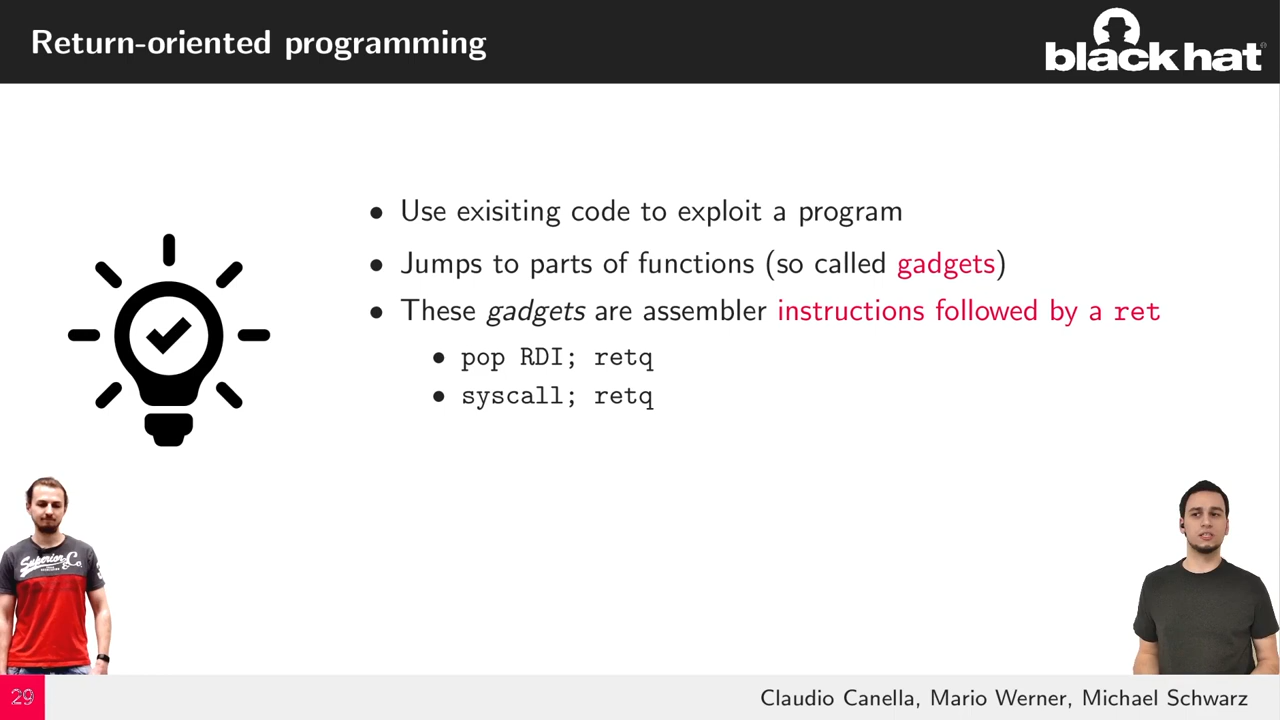 Return-oriented programming
black hat
• Use exisiting code to exploit a program
• Jumps to parts of functions (so called gadgets)
• These gadgets are assembler instructions followed by a ret
• pop RDI; retq
• syscall; retq
Superior & Co.
29
Claudio Canella, Mario Werner, Michael Schwarz